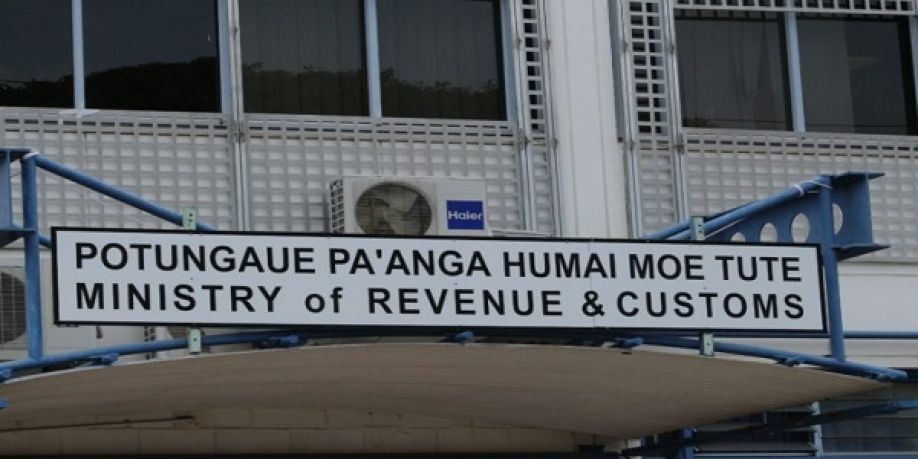 Haier
POTUNGAUE PA'ANGA HUMAI MOE TUTE
MINISTRY of REVENUE & CUSTOMS